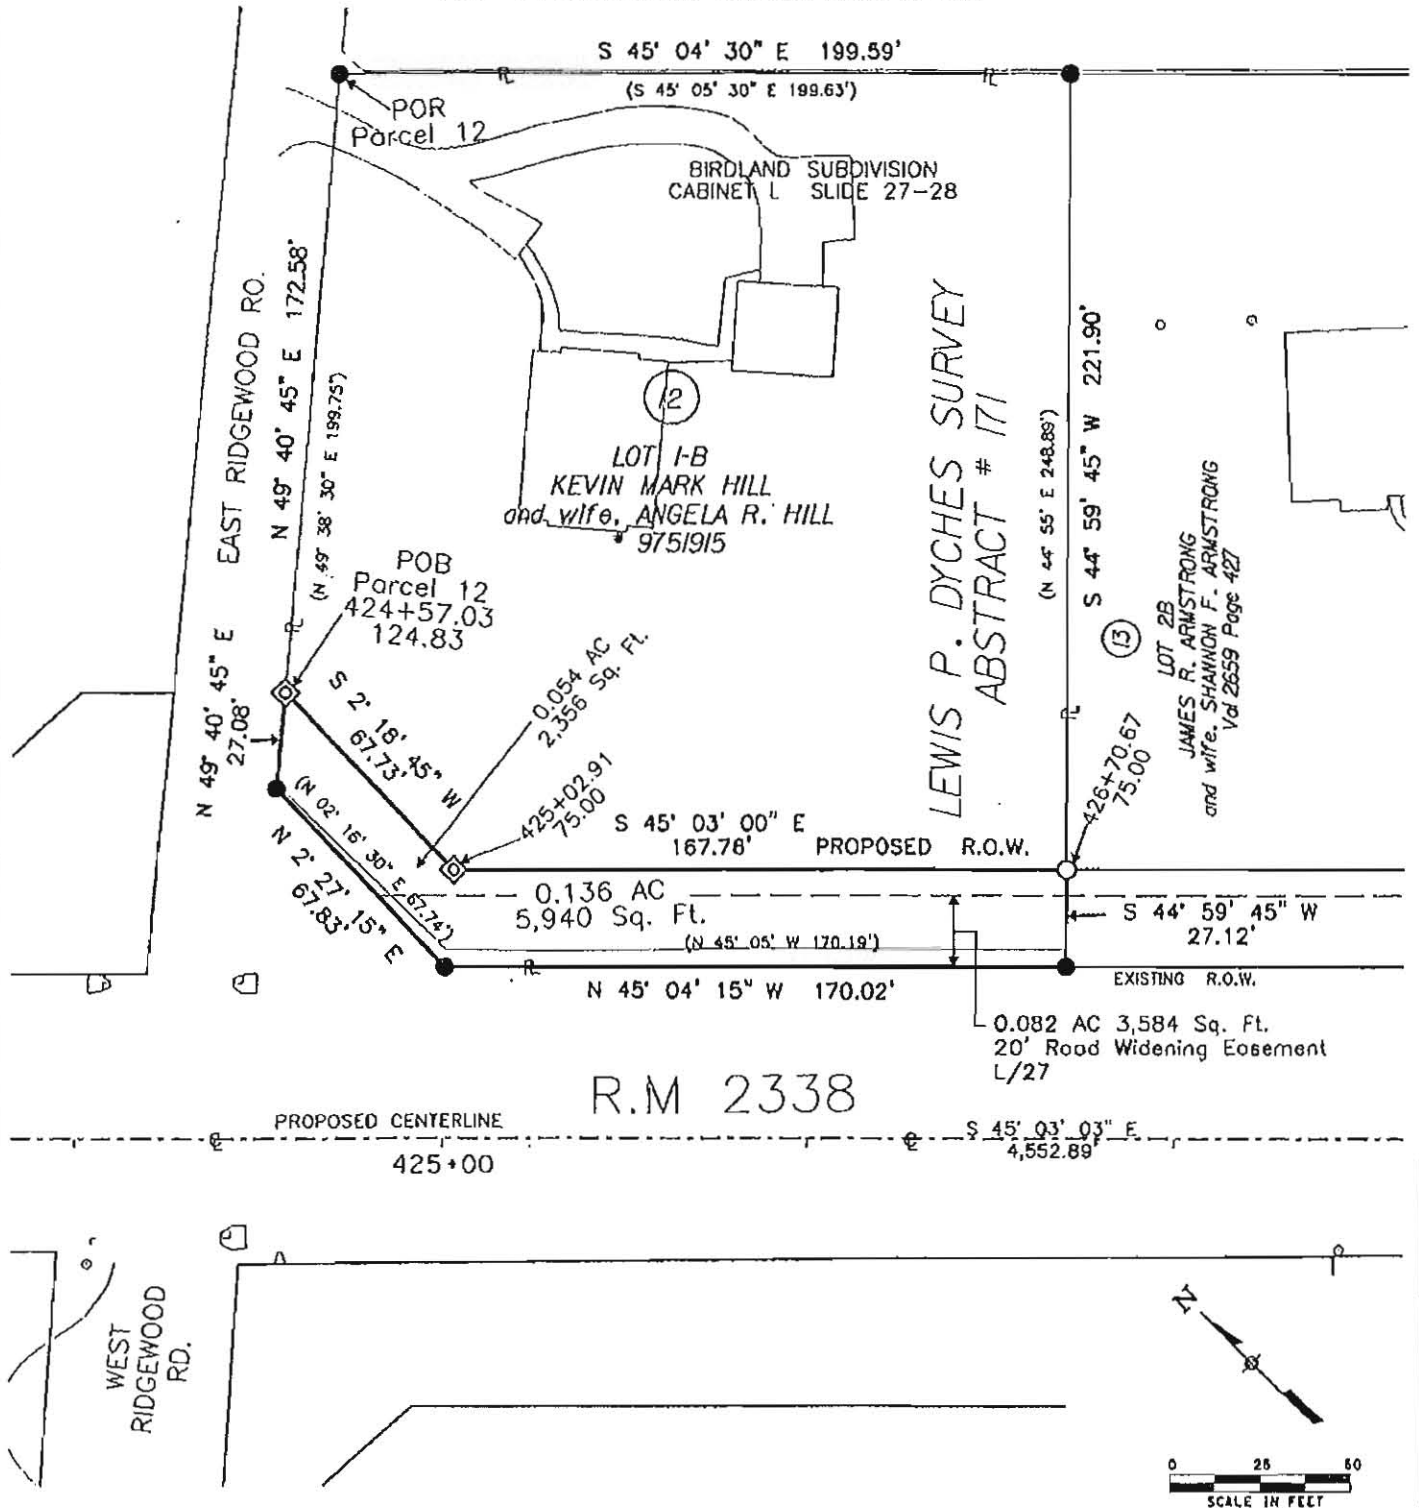 S 45' 04' 30" E 199.59'
(S 45' 05' 30" E 199.63')
POR
Parcel 12
BIRDLAND SUBDIVISION
CABINET L SLIDE 27-28
EAST RIDGEWOOD RO.
N 49' 40' 45" E 172.58'
(N 49' 38' 30" E 199.75')
12
LOT 1-B
KEVIN MARK HILL
and wife, ANGELA R. HILL
9751915
LEWIS P. DYCHES SURVEY
ABSTRACT # 171
(N 44' 55' E 248.89')
S 44' 59' 45" W 221.90'
13
LOT 2B
JAMES R. ARMSTRONG
and wife, SHANNON F. ARMSTRONG
Vol 2659 Page 427
POB
Parcel 12
424+57.03
124.83
N 49' 40' 45" E
27.08'
S 2' 18' 45" W
67.73'
0.054 AC
2,356 Sq. Ft.
425+02.91
75.00
426+70.67
75.00
(N 02' 16' 30" E 67.74')
N 2' 27' 15" E
67.83'
S 45' 03' 00" E
167.78'
PROPOSED R.O.W.
0.136 AC
5,940 Sq. Ft.
(N 45' 05' W 170.19')
S 44' 59' 45" W
27.12'
N 45' 04' 15" W 170.02'
EXISTING R.O.W.
0.082 AC 3,584 Sq. Ft.
20' Road Widening Easement
L/27
R.M 2338
PROPOSED CENTERLINE
S 45' 03' 03" E
4,552.89'
425+00
WEST
RIDGEWOOD
RD.
N
0 25 50
SCALE IN FEET